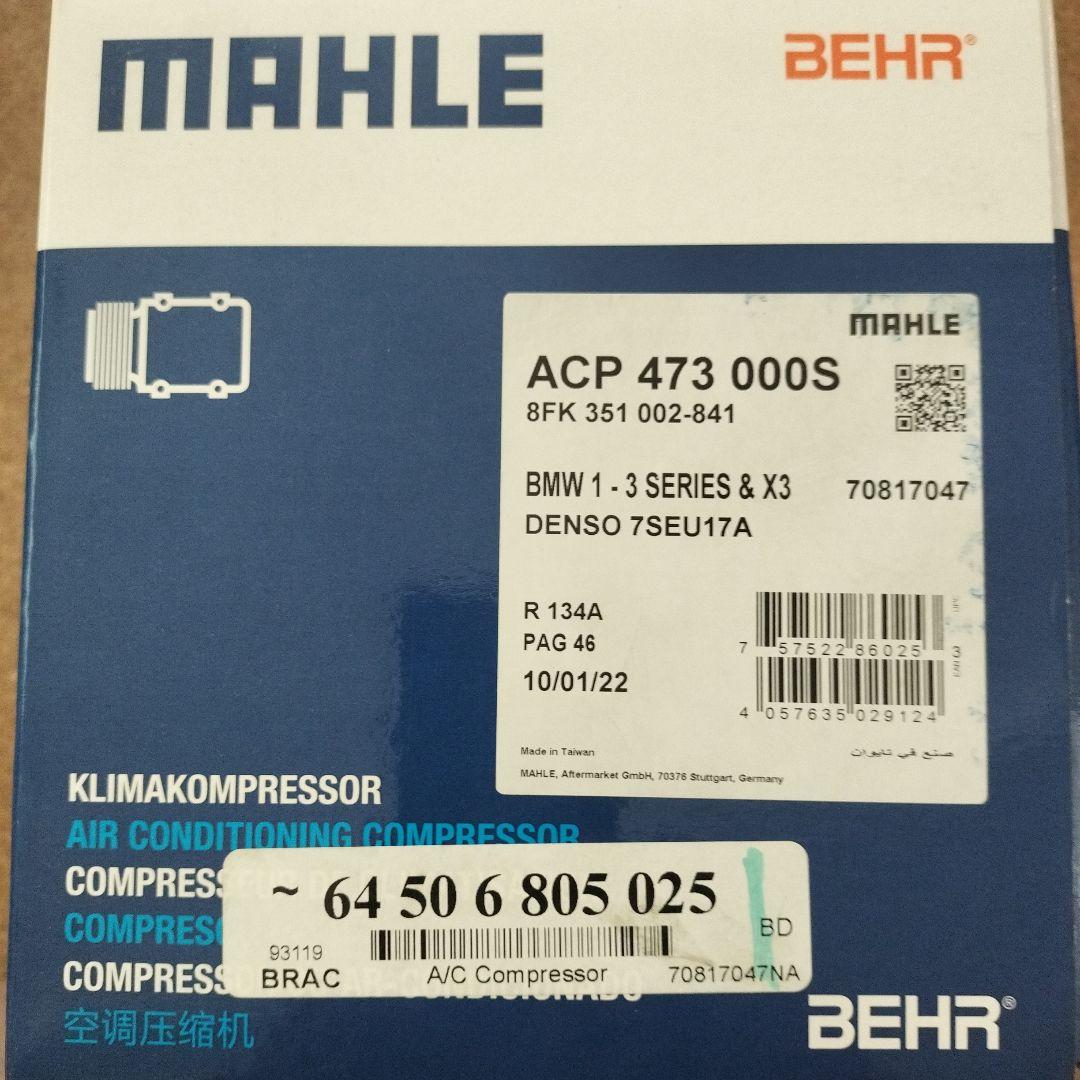 MAHLE
BEHR®
MAHLE
ACP 473 000S
8FK 351 002-841
BMW 1 - 3 SERIES & X3 70817047
DENSO 7SEU17A
R 134A
PAG 46
10/01/22
7 57522 86025 3
4 057635 029124
Made in Taiwan صنع في تايوان
MAHLE, Aftermarket GmbH, 70376 Stuttgart, Germany
KLIMAKOMPRESSOR
AIR CONDITIONING COMPRESSOR
~ 64 50 6 805 025
BD
93119
BRAC A/C Compressor 70817047NA
空调压缩机
BEHR®